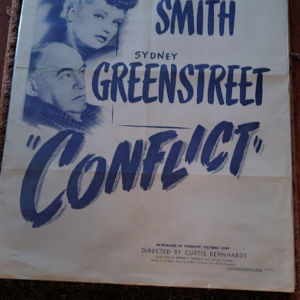 SMITH
SYDNEY
GREENSTREET
"CONFLICT"
DIRECTED BY CURTIS BERNHARDT